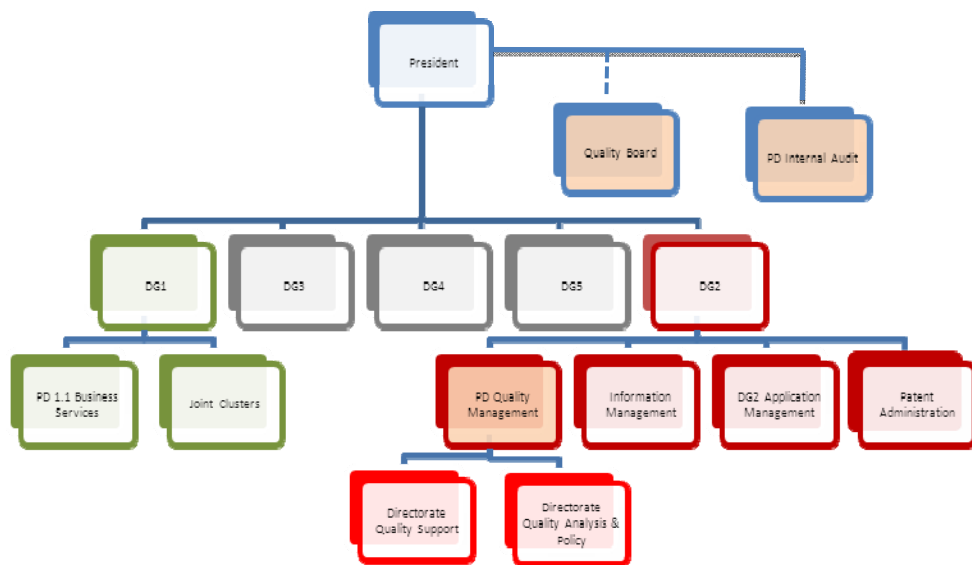 President
Quality Board
PD Internal Audit
DG1
DG3
DG4
DG5
DG2
PD 1.1 Business
Services
Joint Clusters
PD Quality
Management
Information
Management
DG2 Application
Management
Patent
Administration
Directorate
Quality Support
Directorate
Quality Analysis &
Policy